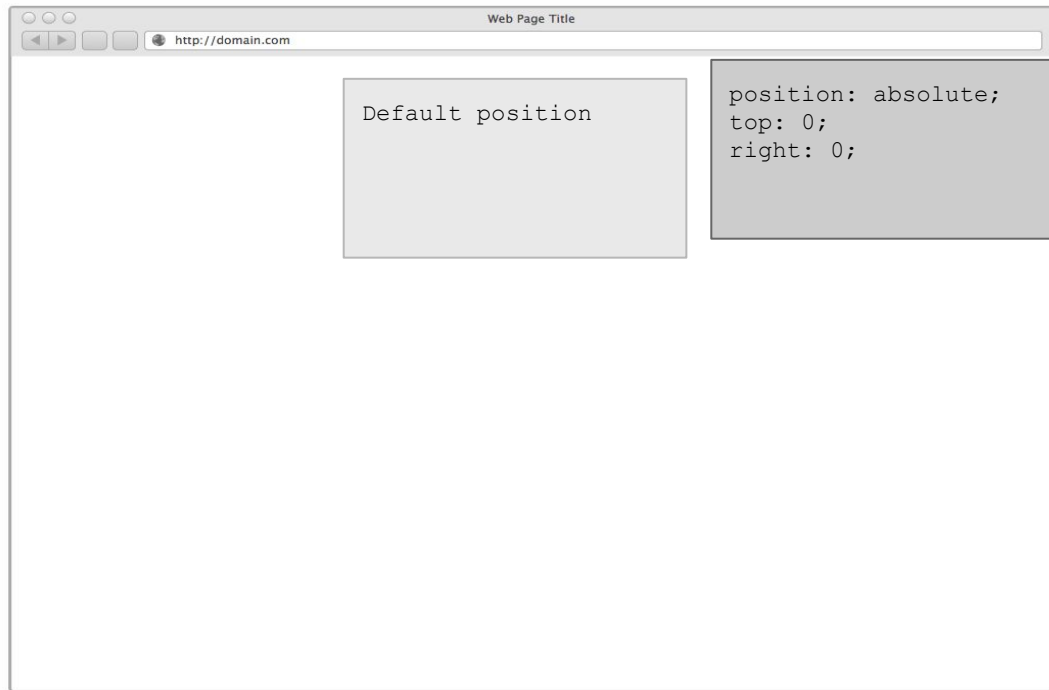 Web Page Title
http://domain.com
Default position
position: absolute;
top: 0;
right: 0;